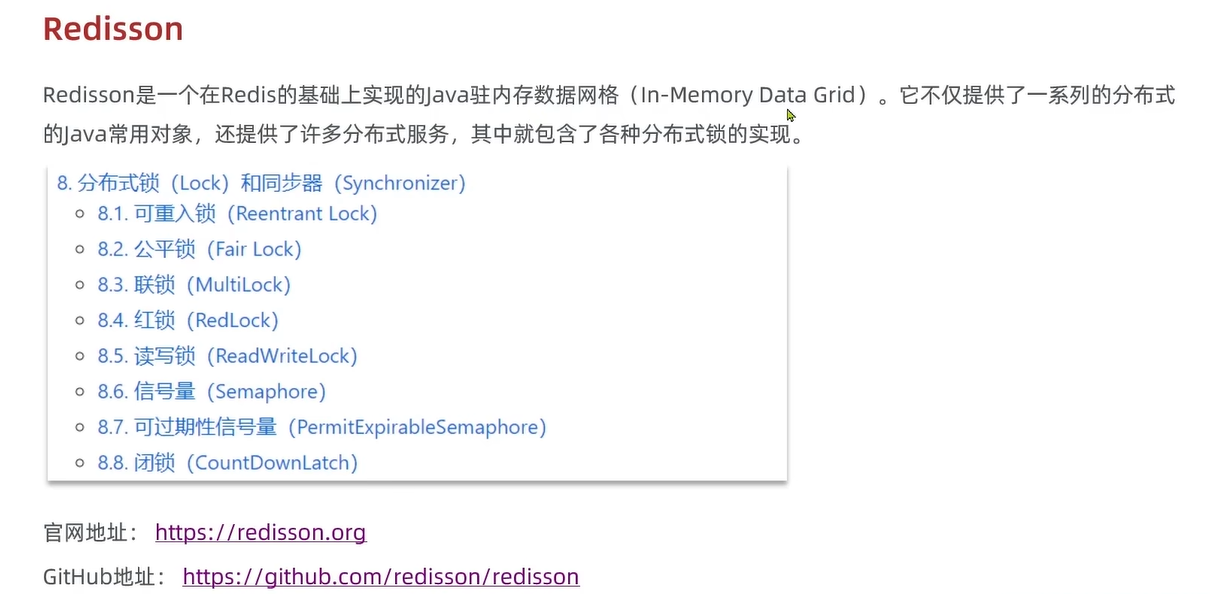 Redisson
Redisson是一个在Redis的基础上实现的Java驻内存数据网格（In-Memory Data Grid）。它不仅提供了一系列的分布式
的Java常用对象，还提供了许多分布式服务，其中就包含了各种分布式锁的实现。
8. 分布式锁（Lock）和同步器（Synchronizer）
8.1. 可重入锁（Reentrant Lock）
8.2. 公平锁（Fair Lock）
8.3. 联锁（MultiLock）
8.4. 红锁（RedLock）
8.5. 读写锁（ReadWriteLock）
8.6. 信号量（Semaphore）
8.7. 可过期性信号量（PermitExpirableSemaphore）
8.8. 闭锁（CountDownLatch）
官网地址： https://redisson.org
GitHub地址： https://github.com/redisson/redisson